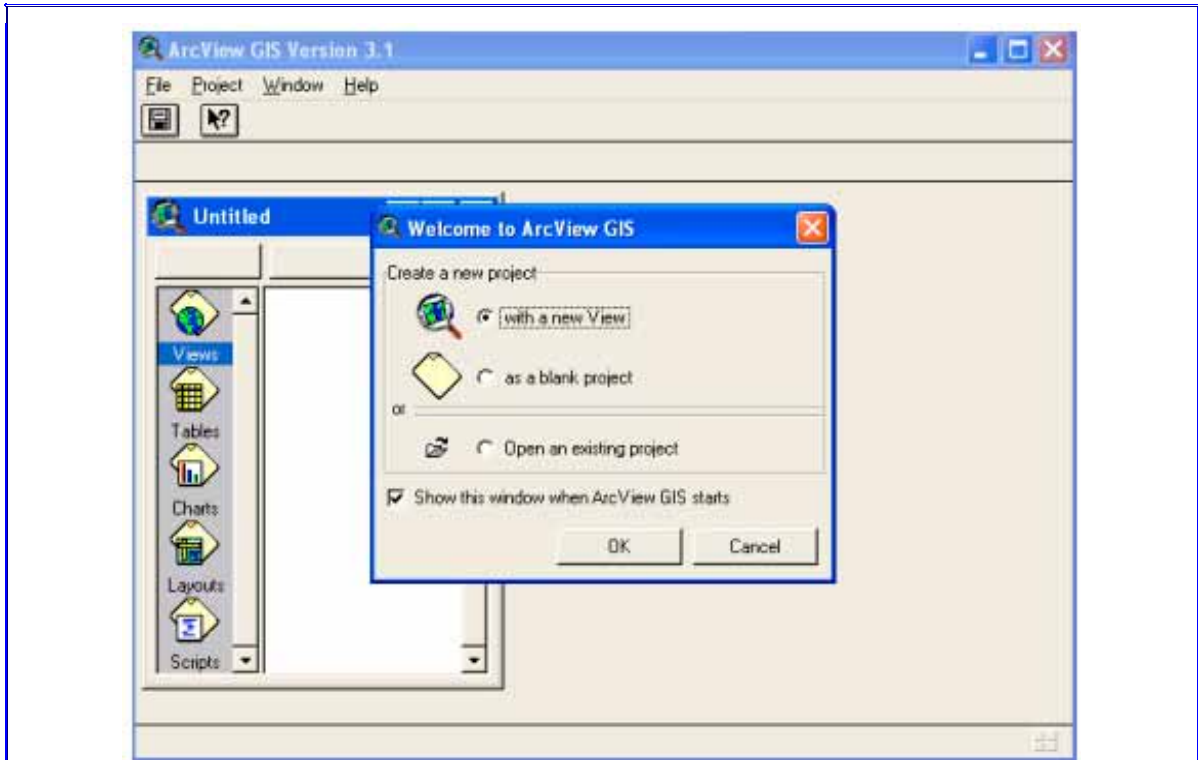 ArcView GIS Version 3.1
File Project Window Help
Untitled
Views
Tables
Charts
Layouts
Scripts
Welcome to ArcView GIS
Create a new project
with a new View
as a blank project
or
Open an existing project
Show this window when ArcView GIS starts
OK Cancel